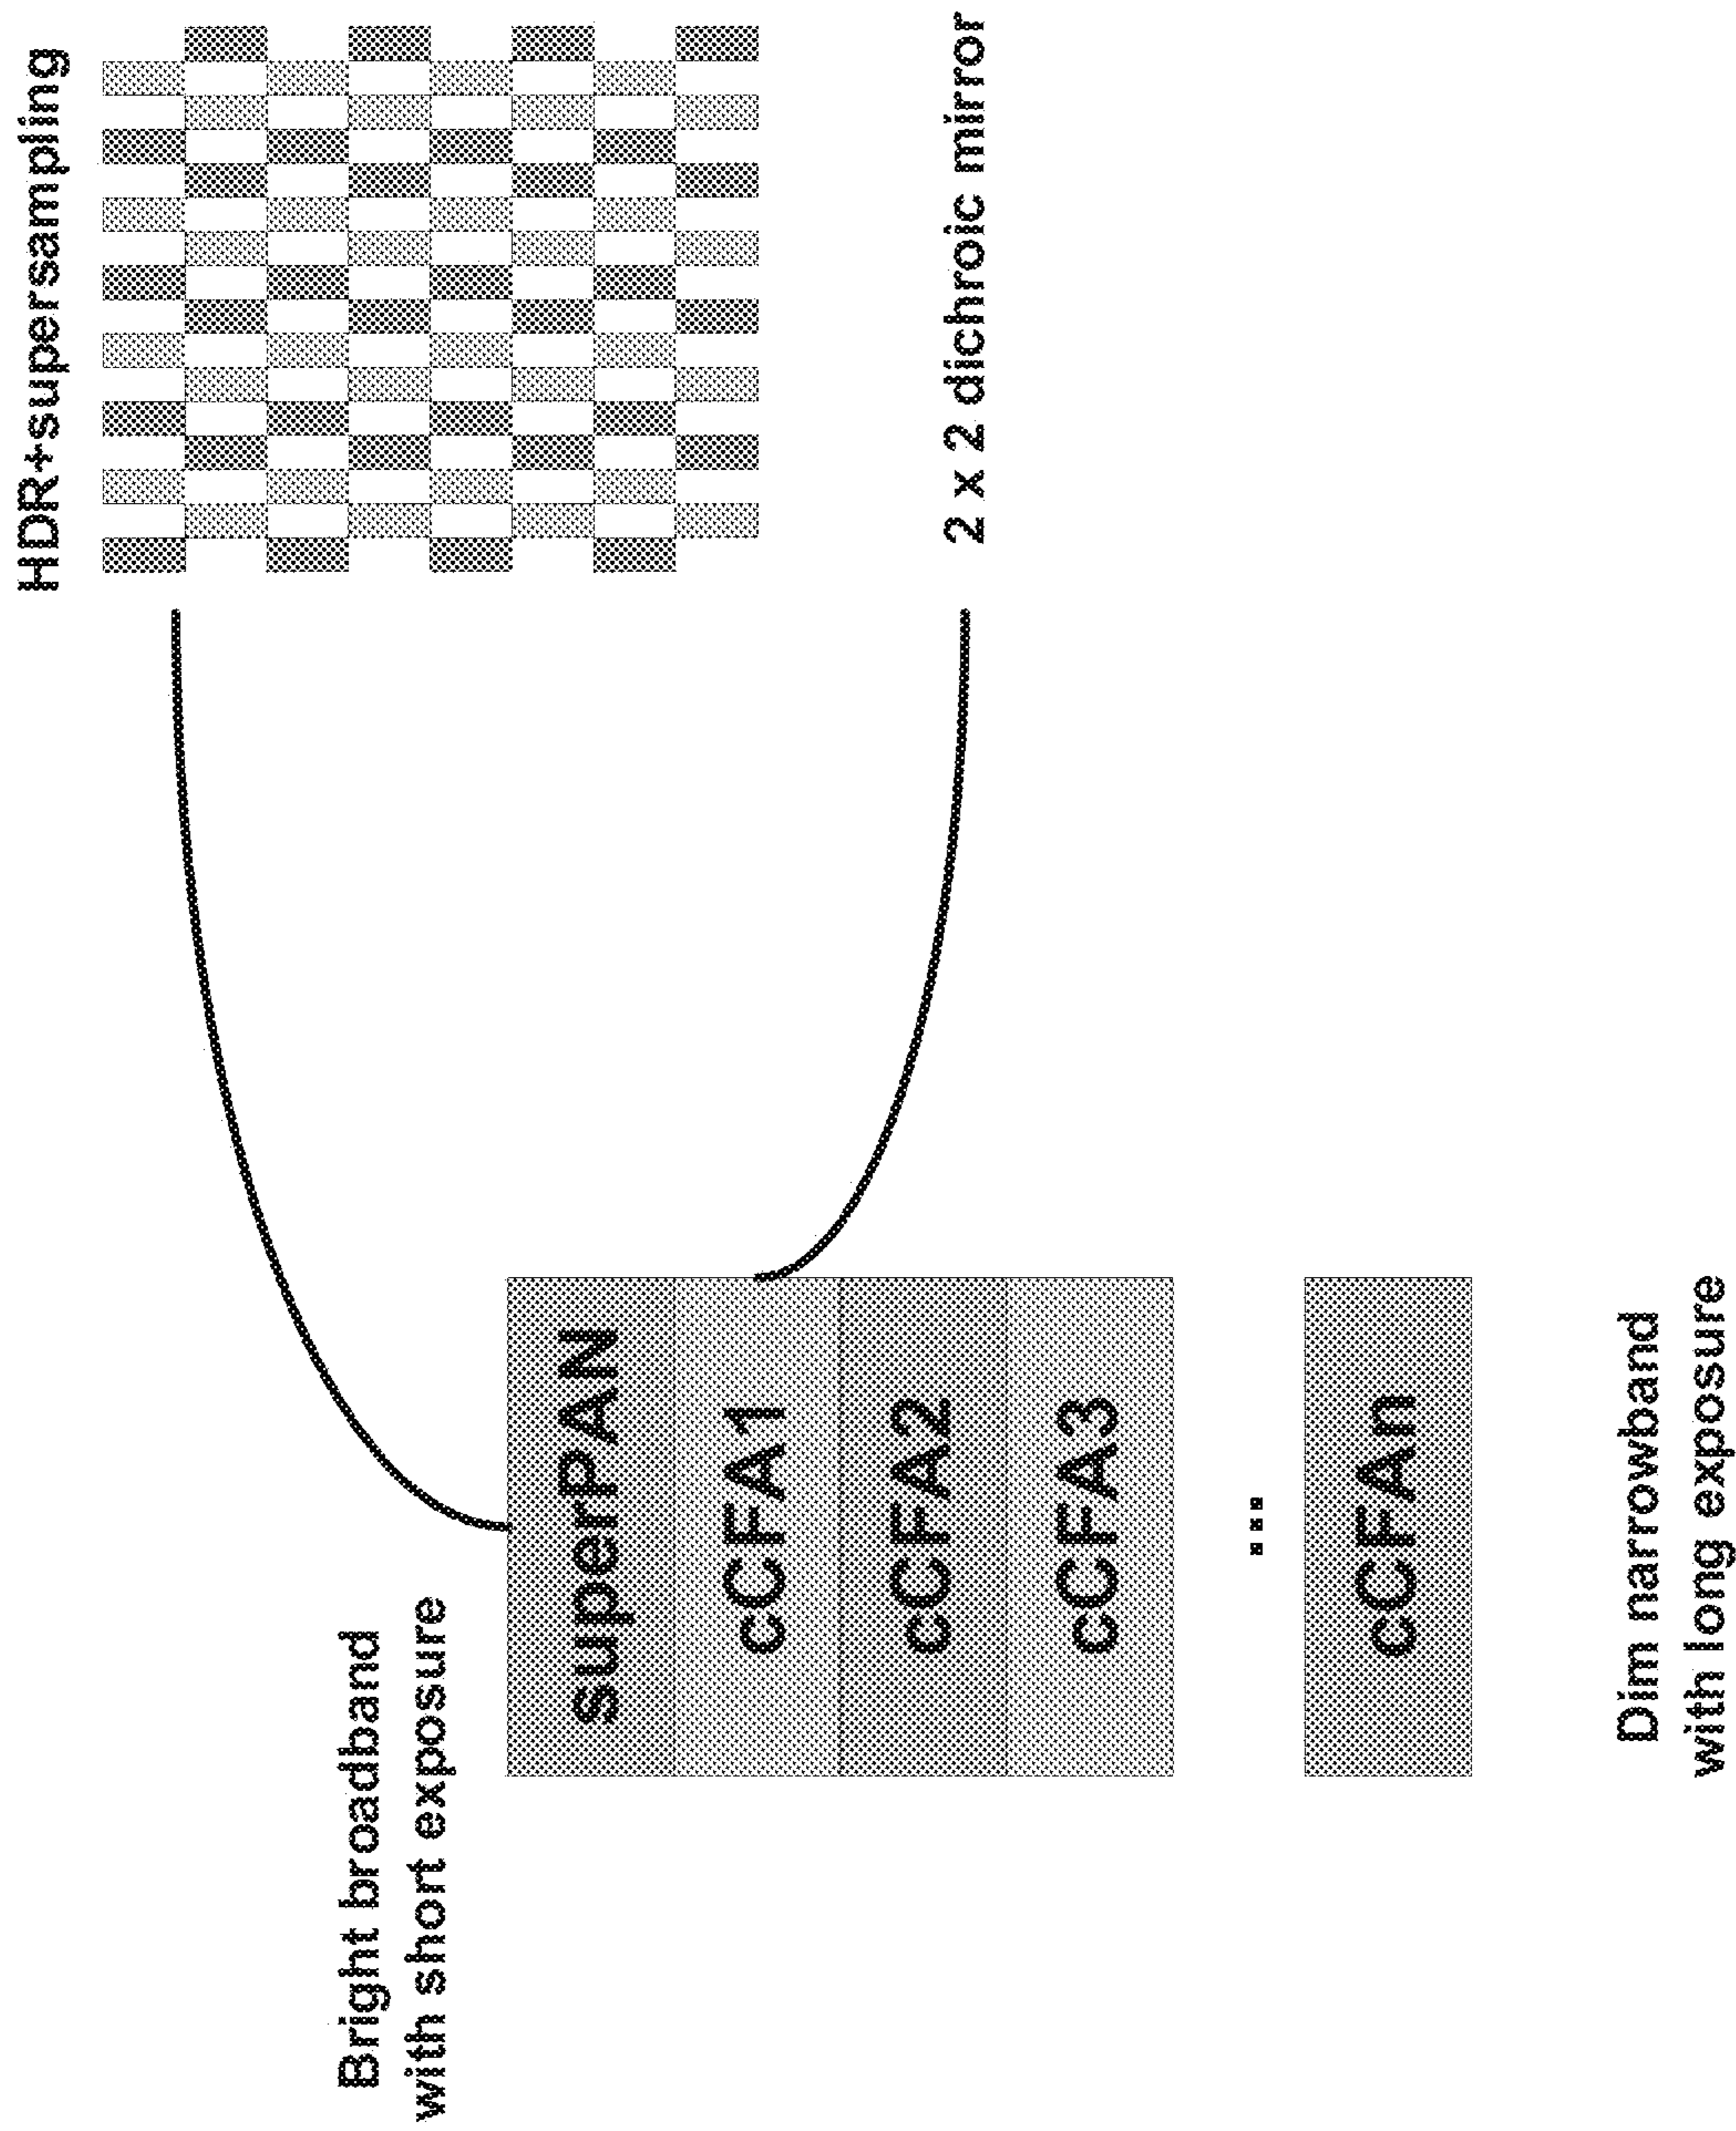 HDR+supersampling
Bright broadband
with short exposure
superPAN
cCFA1
cCFA2
cCFA3
...
cCFAn
2 x 2 dichroic mirror
Dim narrowband
with long exposure